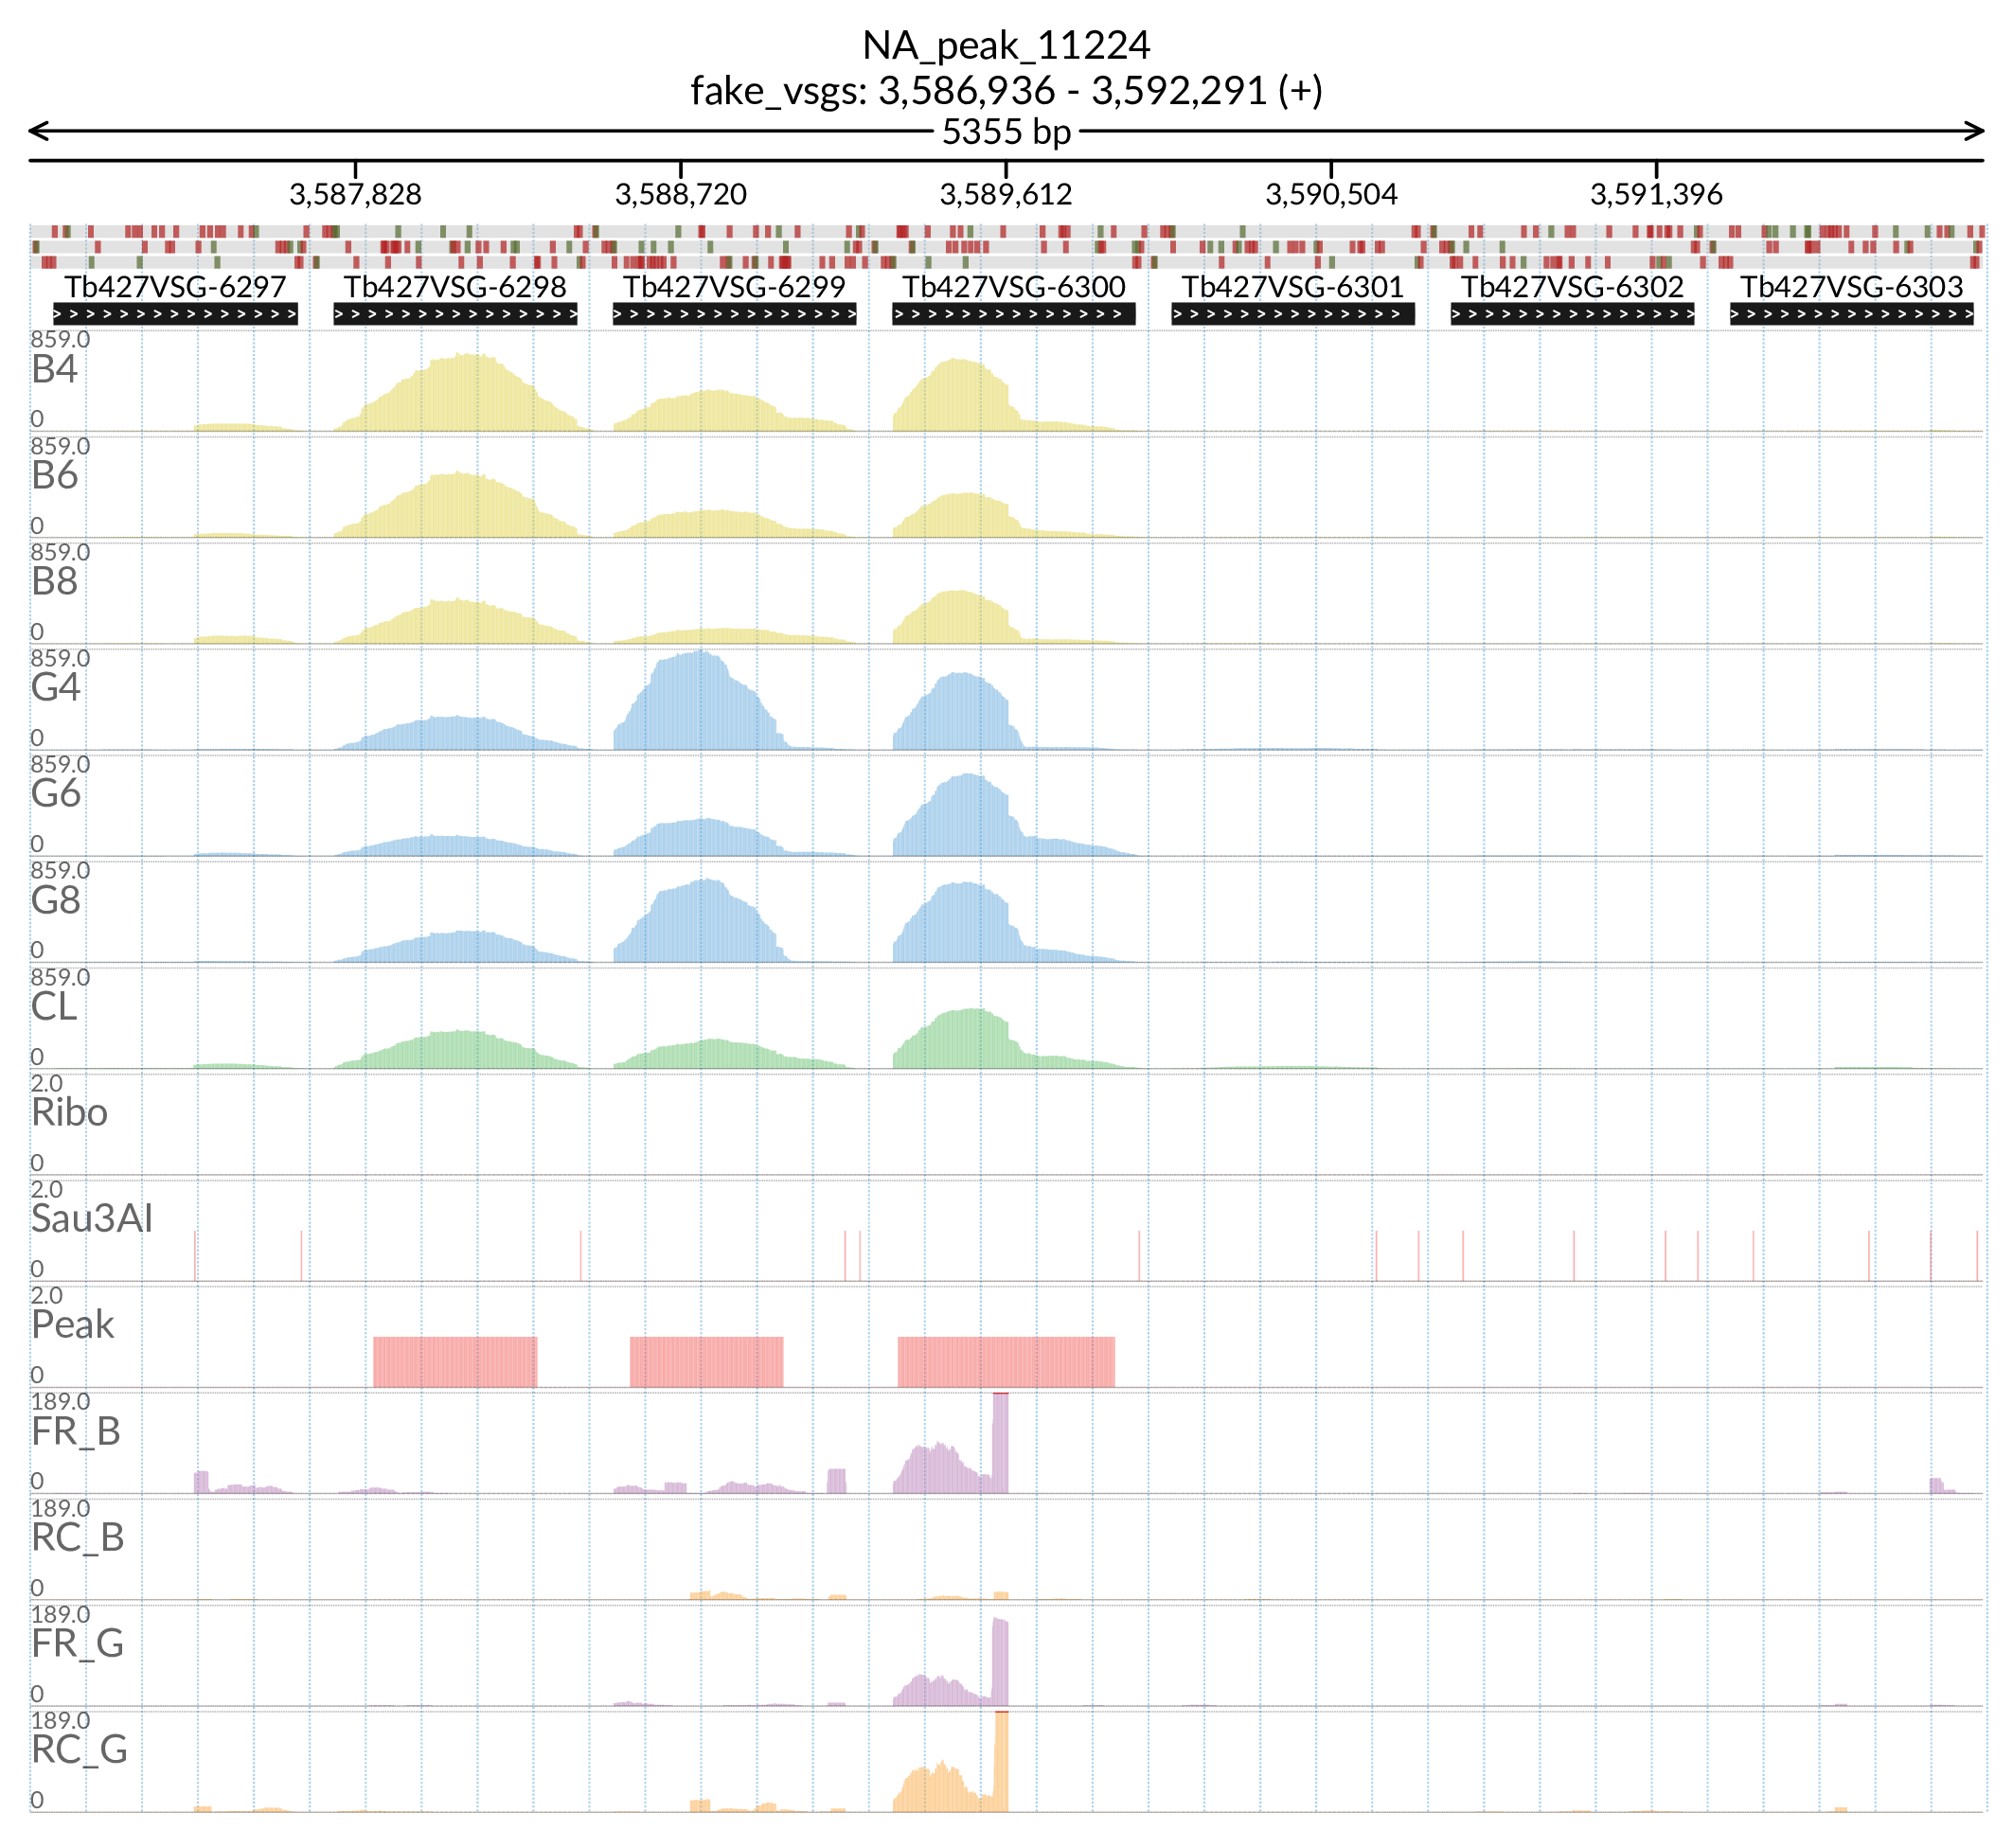 NA_peak_11224
fake_vsgs: 3,586,936 - 3,592,291 (+)
5355 bp
3,587,828 3,588,720 3,589,612 3,590,504 3,591,396
Tb427VSG-6297 Tb427VSG-6298 Tb427VSG-6299 Tb427VSG-6300 Tb427VSG-6301 Tb427VSG-6302 Tb427VSG-6303
859.0
B4
0
859.0
B6
0
859.0
B8
0
859.0
G4
0
859.0
G6
0
859.0
G8
0
859.0
CL
0
2.0
Ribo
0
2.0
Sau3AI
0
2.0
Peak
0
189.0
FR_B
0
189.0
RC_B
0
189.0
FR_G
0
189.0
RC_G
0